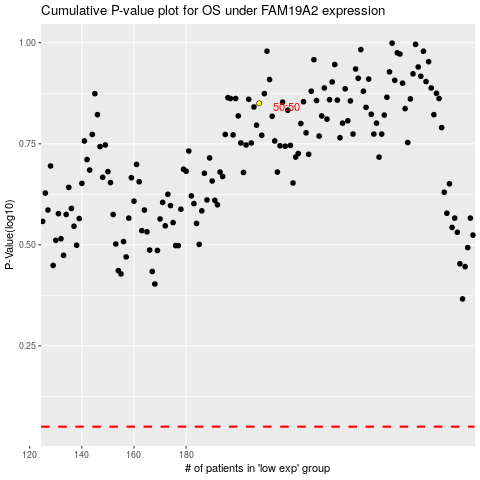 Cumulative P-value plot for OS under FAM19A2 expression
P-Value(log10)
1.00
0.75
0.50
0.25
50:50
120 140 160 180
# of patients in 'low exp' group